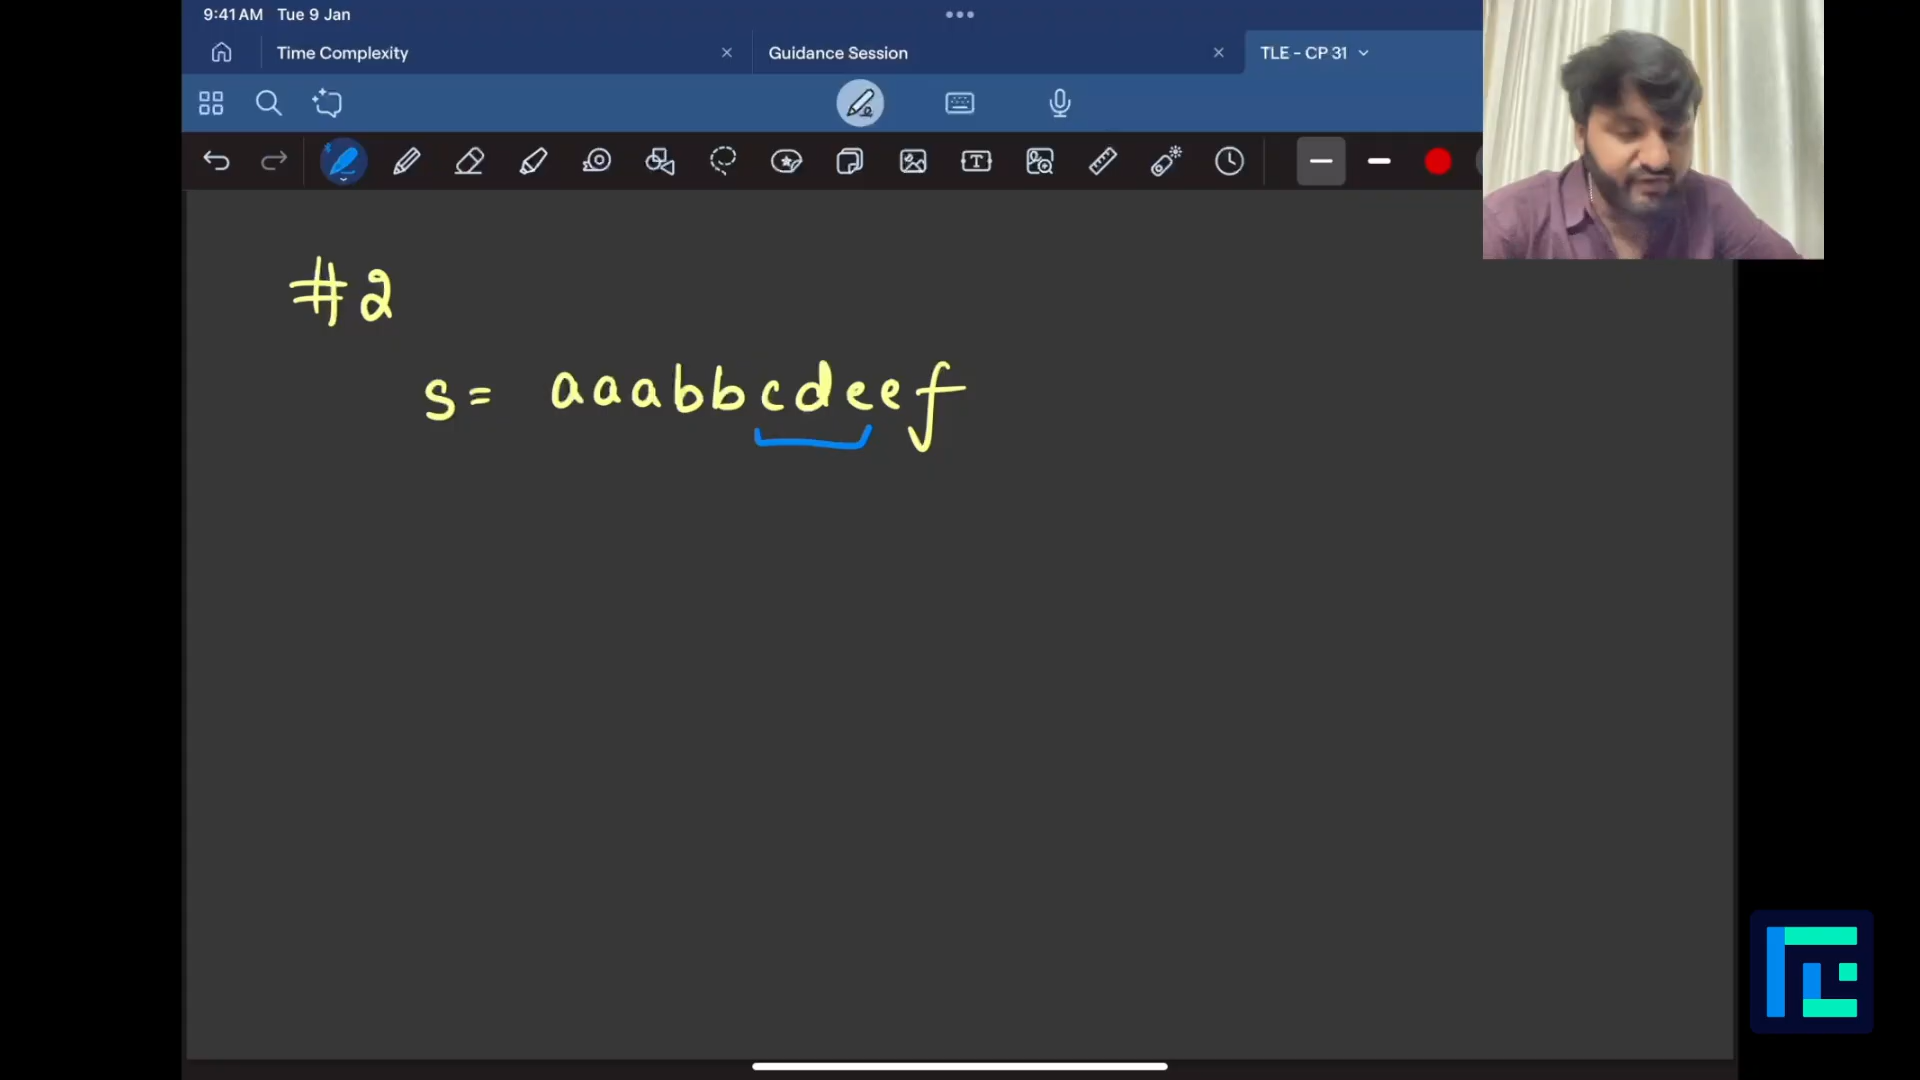 9:41 AM Tue 9 Jan
Time Complexity
Guidance Session
TLE - CP 31
#2
s= aaabbcdeef